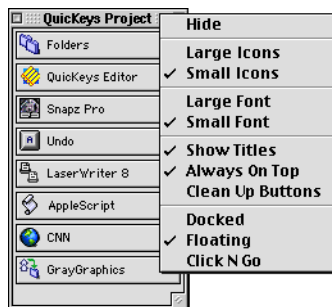 QuicKeys Project
Folders
QuicKeys Editor
Snapz Pro
Undo
LaserWriter 8
AppleScript
CNN
GrayGraphics
Hide
Large Icons
✓ Small Icons
Large Font
✓ Small Font
✓ Show Titles
✓ Always On Top
Clean Up Buttons
Docked
✓ Floating
Click N Go